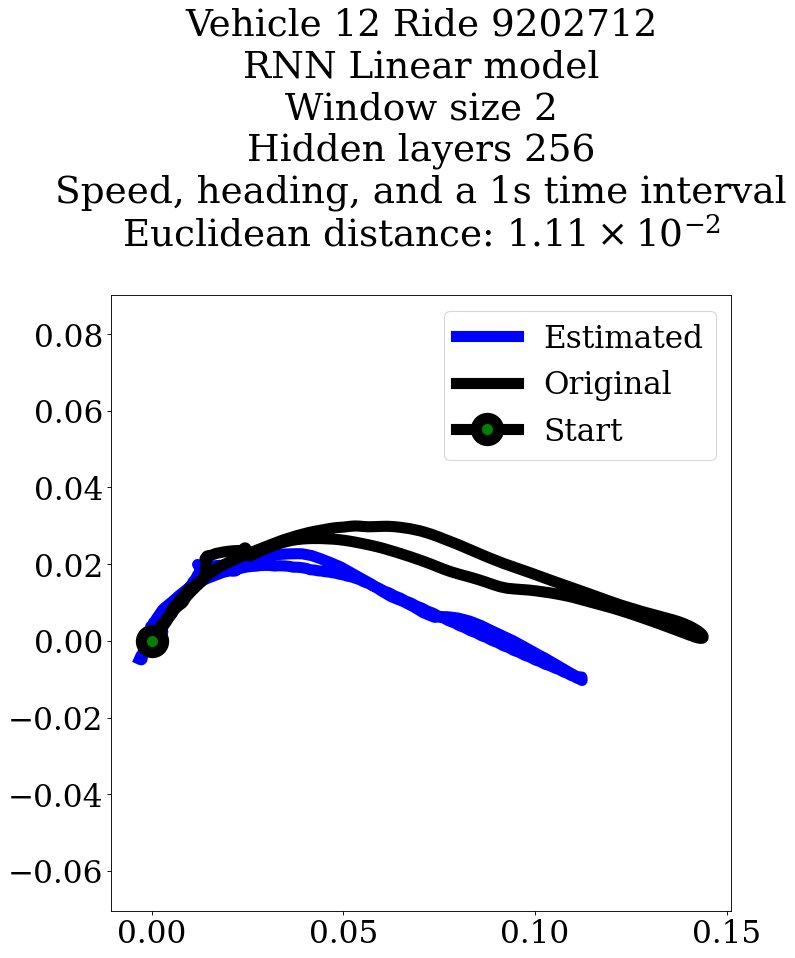 Vehicle 12 Ride 9202712
RNN Linear model
Window size 2
Hidden layers 256
Speed, heading, and a 1s time interval
Euclidean distance: 1.11 × 10⁻²
Estimated
Original
Start
0.08
0.06
0.04
0.02
0.00
−0.02
−0.04
−0.06
0.00 0.05 0.10 0.15